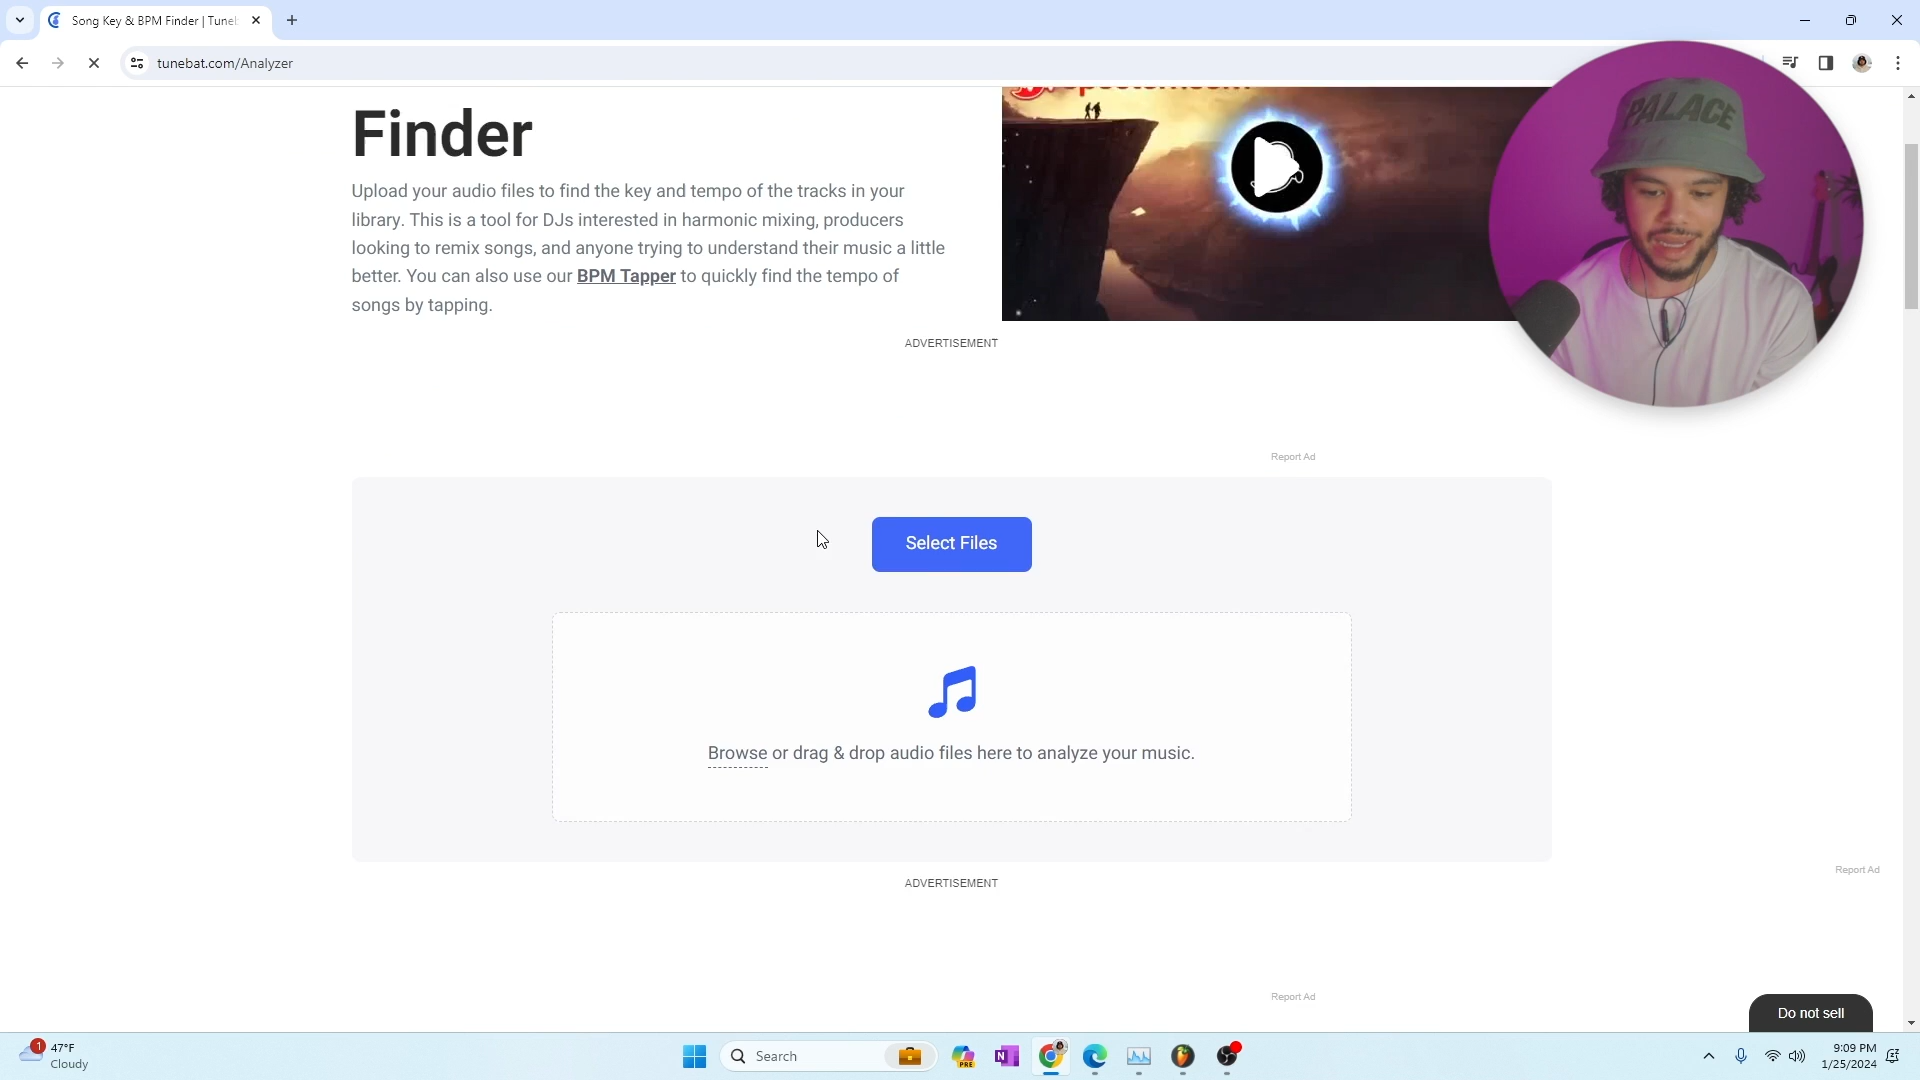 Song Key & BPM Finder | Tuneb
tunebat.com/Analyzer
Finder
Upload your audio files to find the key and tempo of the tracks in your
library. This is a tool for DJs interested in harmonic mixing, producers
looking to remix songs, and anyone trying to understand their music a little
better. You can also use our BPM Tapper to quickly find the tempo of
songs by tapping.
PALACE
ADVERTISEMENT
Report Ad
Select Files
Browse or drag & drop audio files here to analyze your music.
Report Ad
ADVERTISEMENT
Report Ad
Do not sell
1
47°F
Cloudy
Search
PRE
N
9:09 PM
1/25/2024